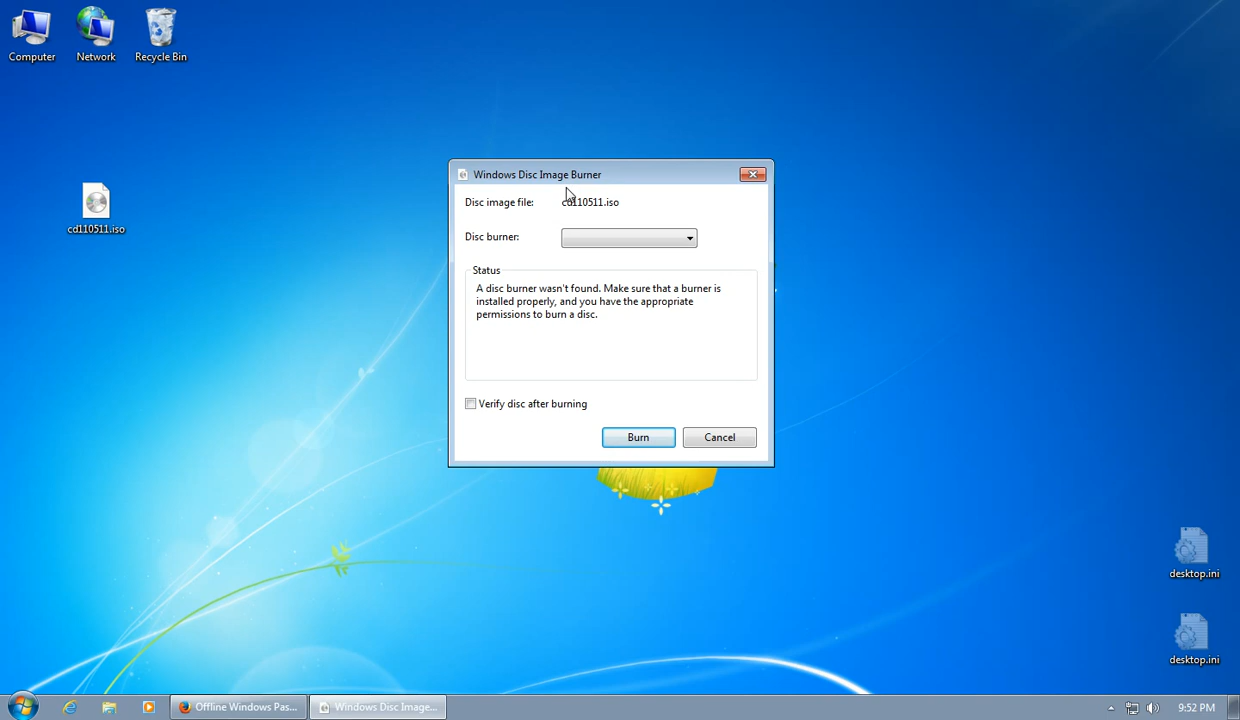 Computer
Network
Recycle Bin
cd110511.iso
Windows Disc Image Burner
Disc image file: cd110511.iso
Disc burner:
Status
A disc burner wasn't found. Make sure that a burner is
installed properly, and you have the appropriate
permissions to burn a disc.
Verify disc after burning
Burn
Cancel
desktop.ini
desktop.ini
Offline Windows Pas...
Windows Disc Image...
9:52 PM